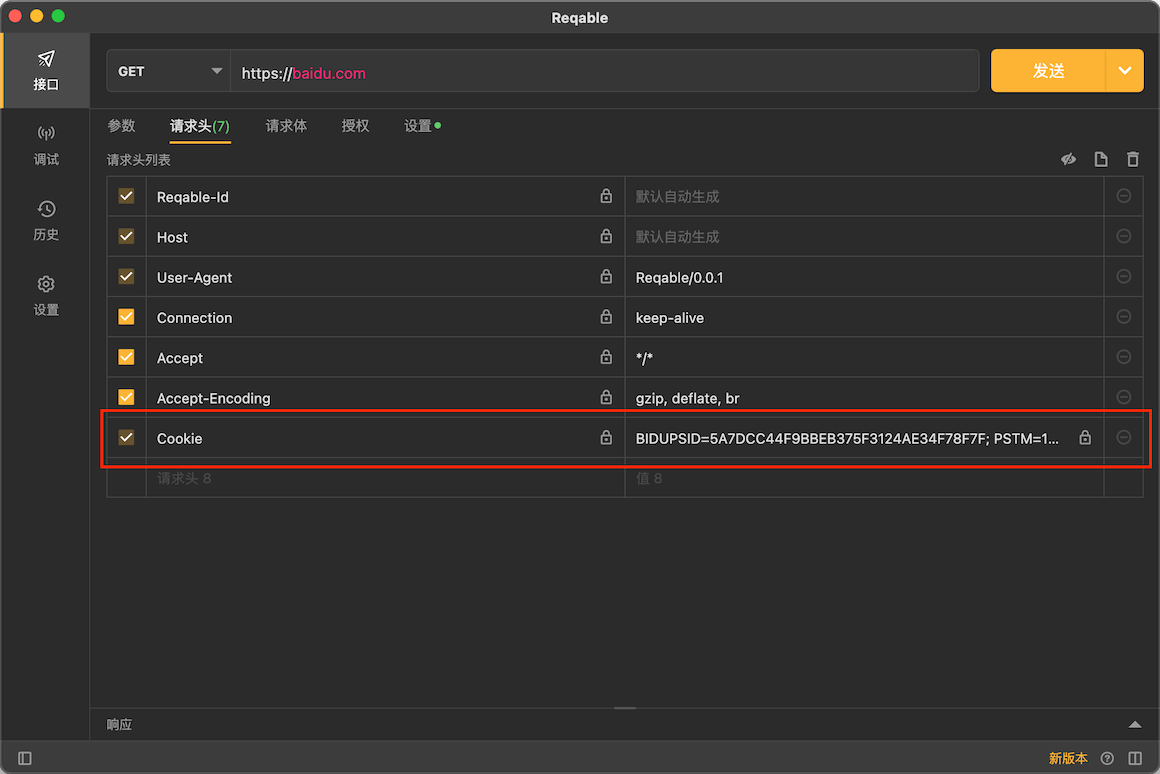 Reqable
接口
调试
历史
设置
GET
https://baidu.com
发送
参数 请求头(7) 请求体 授权 设置
请求头列表
Reqable-Id 默认自动生成
Host 默认自动生成
User-Agent Reqable/0.0.1
Connection keep-alive
Accept */*
Accept-Encoding gzip, deflate, br
Cookie BIDUPSID=5A7DCC44F9BBEB375F3124AE34F78F7F; PSTM=1...
请求头 8 值 8
响应
新版本